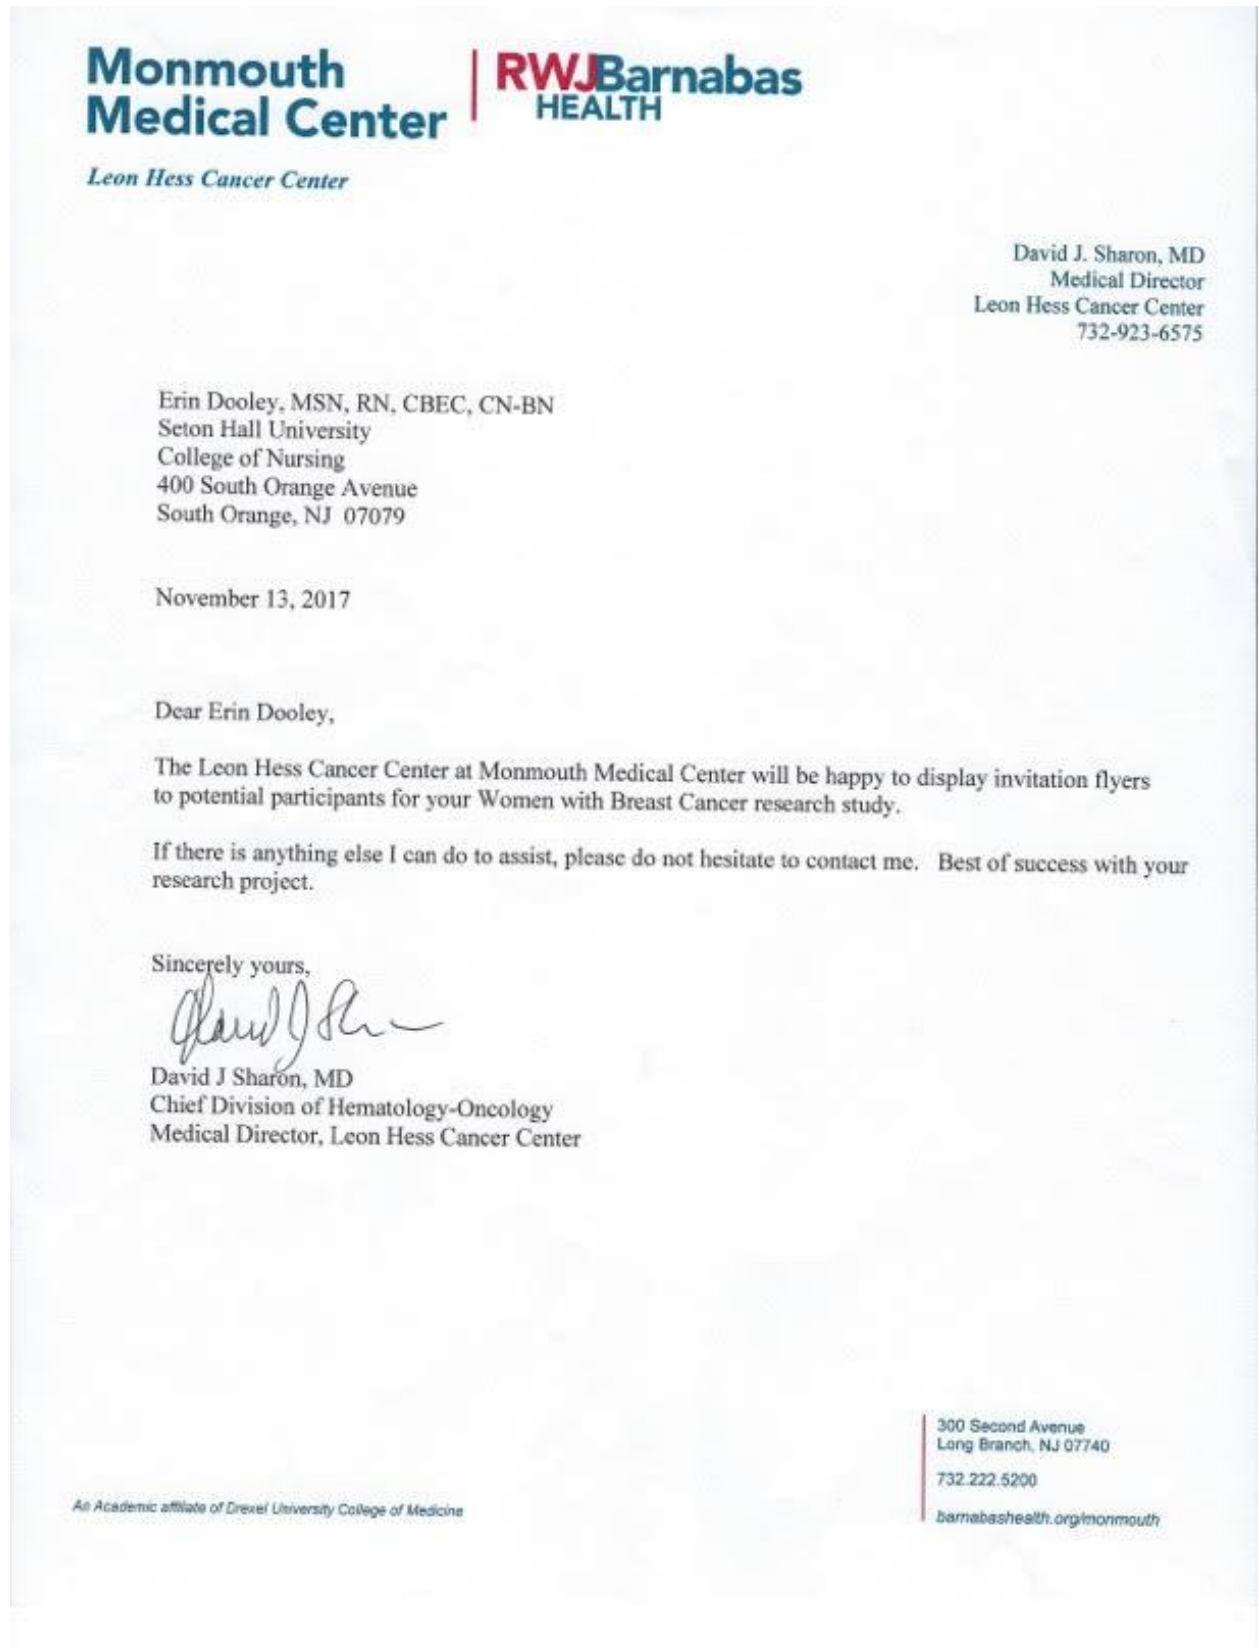 Monmouth
Medical Center
RWJBarnabas
HEALTH
Leon Hess Cancer Center
David J. Sharon, MD
Medical Director
Leon Hess Cancer Center
732-923-6575
Erin Dooley, MSN, RN, CBEC, CN-BN
Seton Hall University
College of Nursing
400 South Orange Avenue
South Orange, NJ 07079
November 13, 2017
Dear Erin Dooley,
The Leon Hess Cancer Center at Monmouth Medical Center will be happy to display invitation flyers
to potential participants for your Women with Breast Cancer research study.
If there is anything else I can do to assist, please do not hesitate to contact me. Best of success with your
research project.
Sincerely yours,
David J Sharon, MD
Chief Division of Hematology-Oncology
Medical Director, Leon Hess Cancer Center
300 Second Avenue
Long Branch, NJ 07740
732.222.5200
barnabashealth.org/monmouth
An Academic affiliate of Drexel University College of Medicine